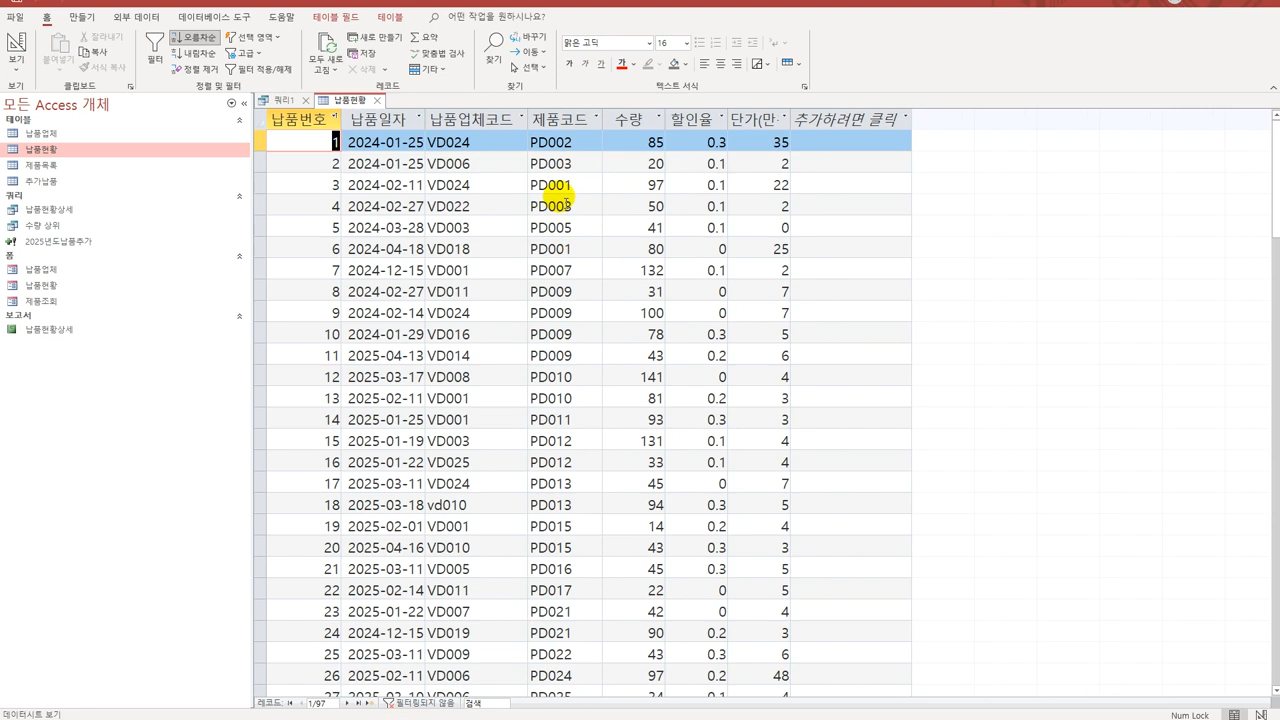 파일 홈 만들기 외부 데이터 데이터베이스 도구 도움말 테이블 필드 테이블 어떤 작업을 원하시나요?
보기 붙여넣기 잘라내기 복사 서식 복사 필터 오름차순 내림차순 정렬 제거 선택 영역 고급 필터 적용/해제 모두 새로 고침 새로 만들기 저장 삭제 요약 맞춤법 검사 기타 찾기 바꾸기 이동 선택 맑은 고딕 16 가 가 가 가
보기 클립보드 정렬 및 필터 레코드 찾기 텍스트 서식
모든 Access 개체
테이블
납품업체
납품현황
제품목록
추가납품
쿼리
납품현황상세
수량 상위
2025년도납품추가
폼
납품업체
납품현황
제품조회
보고서
납품현황상세
쿼리1 납품현황
납품번호 납품일자 납품업체코드 제품코드 수량 할인율 단가(만 추가하려면 클릭
1 2024-01-25 VD024 PD002 85 0.3 35
2 2024-01-25 VD006 PD003 20 0.1 2
3 2024-02-11 VD024 PD001 97 0.1 22
4 2024-02-27 VD022 PD003 50 0.1 2
5 2024-03-28 VD003 PD005 41 0.1 0
6 2024-04-18 VD018 PD001 80 0 25
7 2024-12-15 VD001 PD007 132 0.1 2
8 2024-02-27 VD011 PD009 31 0 7
9 2024-02-14 VD024 PD009 100 0 7
10 2024-01-29 VD016 PD009 78 0.3 5
11 2025-04-13 VD014 PD009 43 0.2 6
12 2025-03-17 VD008 PD010 141 0 4
13 2025-02-11 VD001 PD010 81 0.2 3
14 2025-01-25 VD001 PD011 93 0.3 3
15 2025-01-19 VD003 PD012 131 0.1 4
16 2025-01-22 VD025 PD012 33 0.1 4
17 2025-03-11 VD024 PD013 45 0 7
18 2025-03-18 vd010 PD013 94 0.3 5
19 2025-02-01 VD001 PD015 14 0.2 4
20 2025-04-16 VD010 PD015 43 0.3 3
21 2025-03-11 VD005 PD016 45 0.3 5
22 2025-02-14 VD011 PD017 22 0 5
23 2025-01-22 VD007 PD021 42 0 4
24 2024-12-15 VD019 PD021 90 0.2 3
25 2025-02-11 VD009 PD022 43 0.3 6
26 2025-02-11 VD006 PD024 97 0.2 48
레코드: 1/97 필터링되지 않음 검색
데이터시트 보기 Num Lock